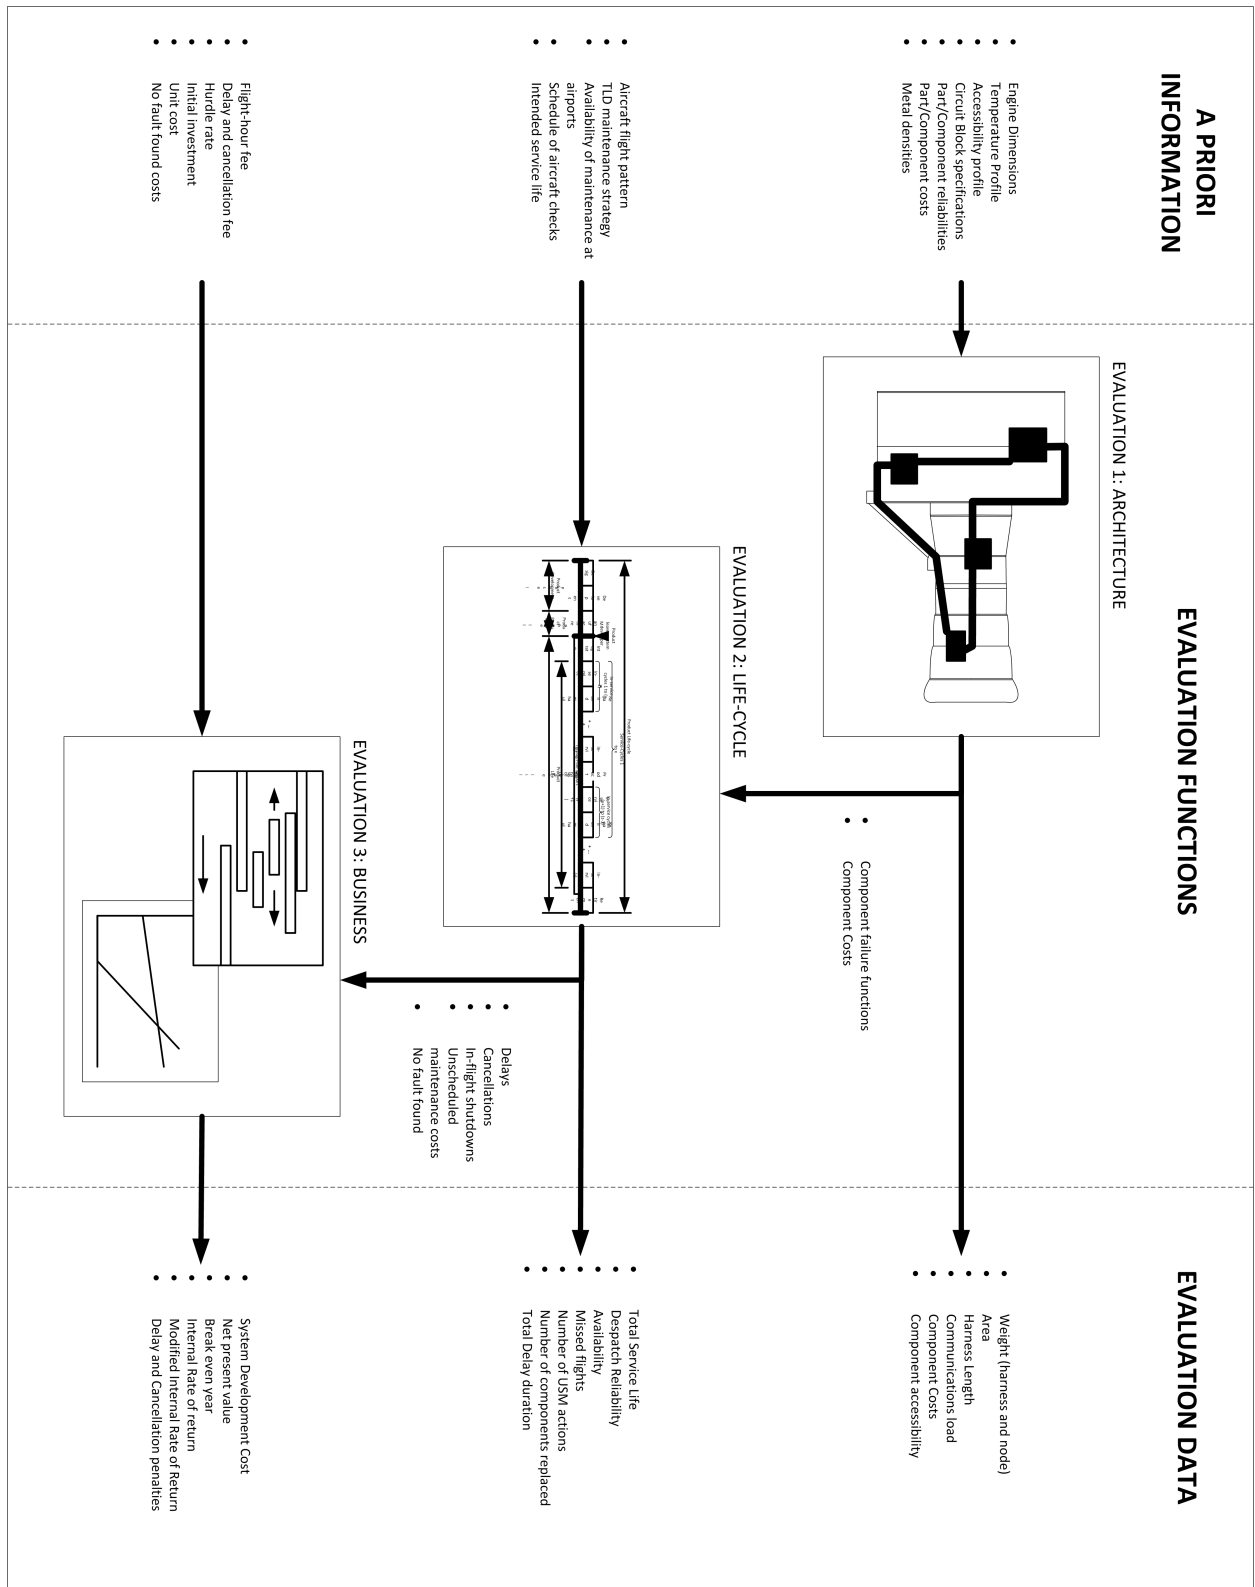 A PRIORI
INFORMATION
EVALUATION FUNCTIONS
EVALUATION DATA
Engine Dimensions
Temperature Profile
Accessibility profile
Circuit Block specifications
Part/Component reliabilities
Part/Component costs
Metal densities
EVALUATION 1: ARCHITECTURE
Component failure functions
Component Costs
Weight (harness and node)
Area
Harness Length
Communications load
Component Costs
Component accessibility
Aircraft flight pattern
TLD maintenance strategy
Availability of maintenance at
airports
Schedule of aircraft checks
Intended service life
EVALUATION 2: LIFE-CYCLE
Product Life-cycle
Delays
Cancellations
In-flight shutdowns
Unscheduled
maintenance costs
No fault found
Total Service Life
Despatch Reliability
Availability
Missed flights
Number of USM actions
Number of components replaced
Total Delay duration
Flight-hour fee
Delay and cancellation fee
Hurdle rate
Initial investment
Unit cost
No fault found costs
EVALUATION 3: BUSINESS
System Development Cost
Net present value
Break even year
Internal Rate of return
Modified Internal Rate of Return
Delay and Cancellation penalties